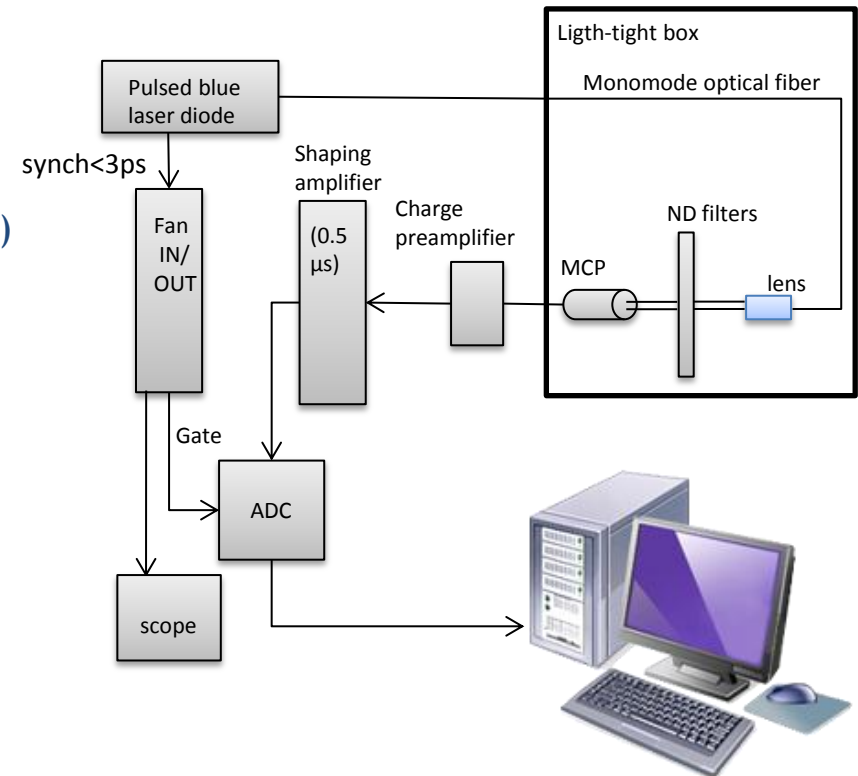 Ligth-tight box
Monomode optical fiber
Pulsed blue
laser diode
synch<3ps
Shaping
amplifier
)
Fan
IN/
OUT
(0.5
μs)
Charge
preamplifier
ND filters
MCP
lens
Gate
ADC
scope